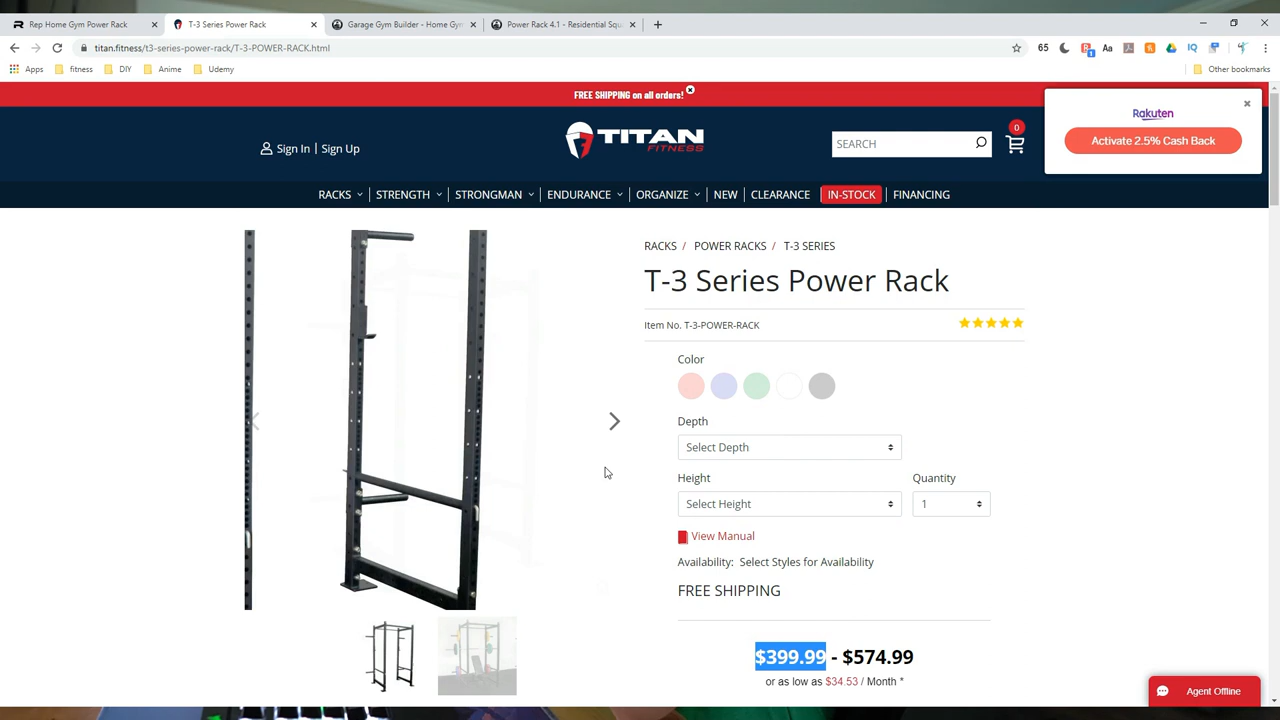 Rep Home Gym Power Rack
T-3 Series Power Rack
Garage Gym Builder - Home Gym
Power Rack 4.1 - Residential Squ
titan.fitness/t3-series-power-rack/T-3-POWER-RACK.html
65
Aa
IQ
Apps
fitness
DIY
Anime
Udemy
Other bookmarks
FREE SHIPPING on all orders!
Rakuten
Activate 2.5% Cash Back
Sign In | Sign Up
TITAN
FITNESS
SEARCH
0
RACKS | STRENGTH | STRONGMAN | ENDURANCE | ORGANIZE | NEW | CLEARANCE | IN-STOCK | FINANCING
RACKS / POWER RACKS / T-3 SERIES
T-3 Series Power Rack
Item No. T-3-POWER-RACK
Color
Depth
Select Depth
Height
Quantity
Select Height
1
View Manual
Availability: Select Styles for Availability
FREE SHIPPING
$399.99 - $574.99
or as low as $34.53 / Month *
Agent Offline